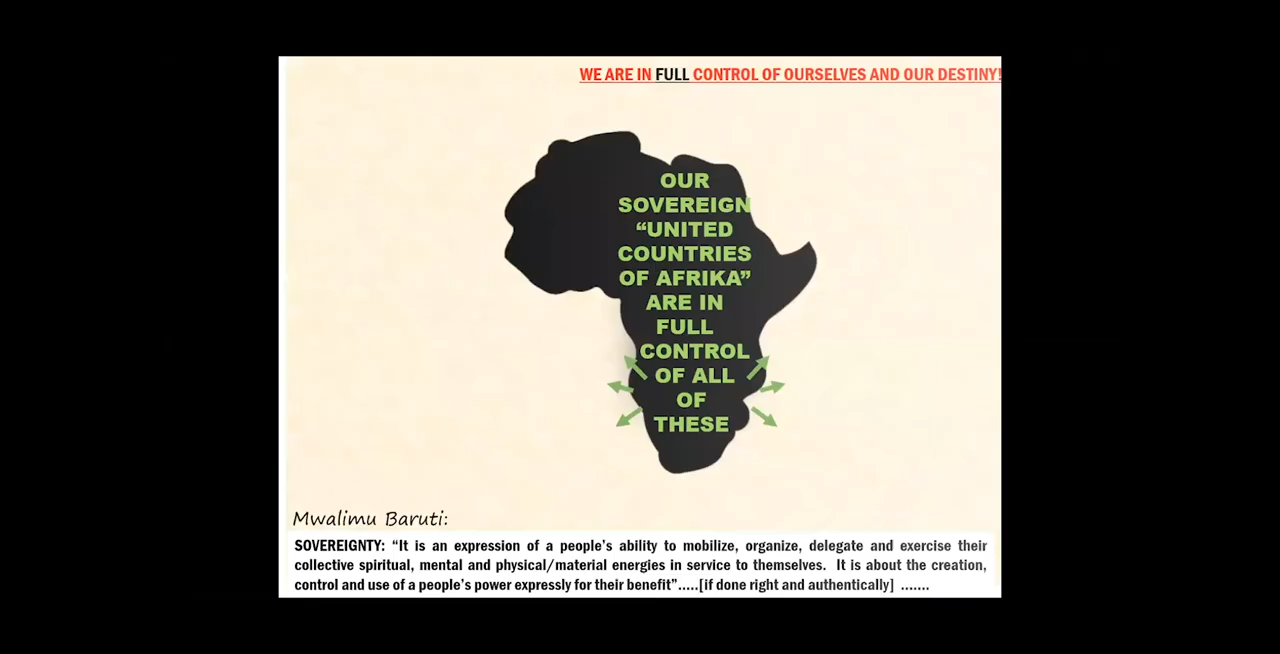 WE ARE IN FULL CONTROL OF OURSELVES AND OUR DESTINY!
OUR
SOVEREIGN
“UNITED
COUNTRIES
OF AFRIKA”
ARE IN
FULL
CONTROL
OF ALL
OF
THESE
Mwalimu Baruti:
SOVEREIGNTY: “It is an expression of a people’s ability to mobilize, organize, delegate and exercise their
collective spiritual, mental and physical/material energies in service to themselves. It is about the creation,
control and use of a people’s power expressly for their benefit”.....[if done right and authentically] .......